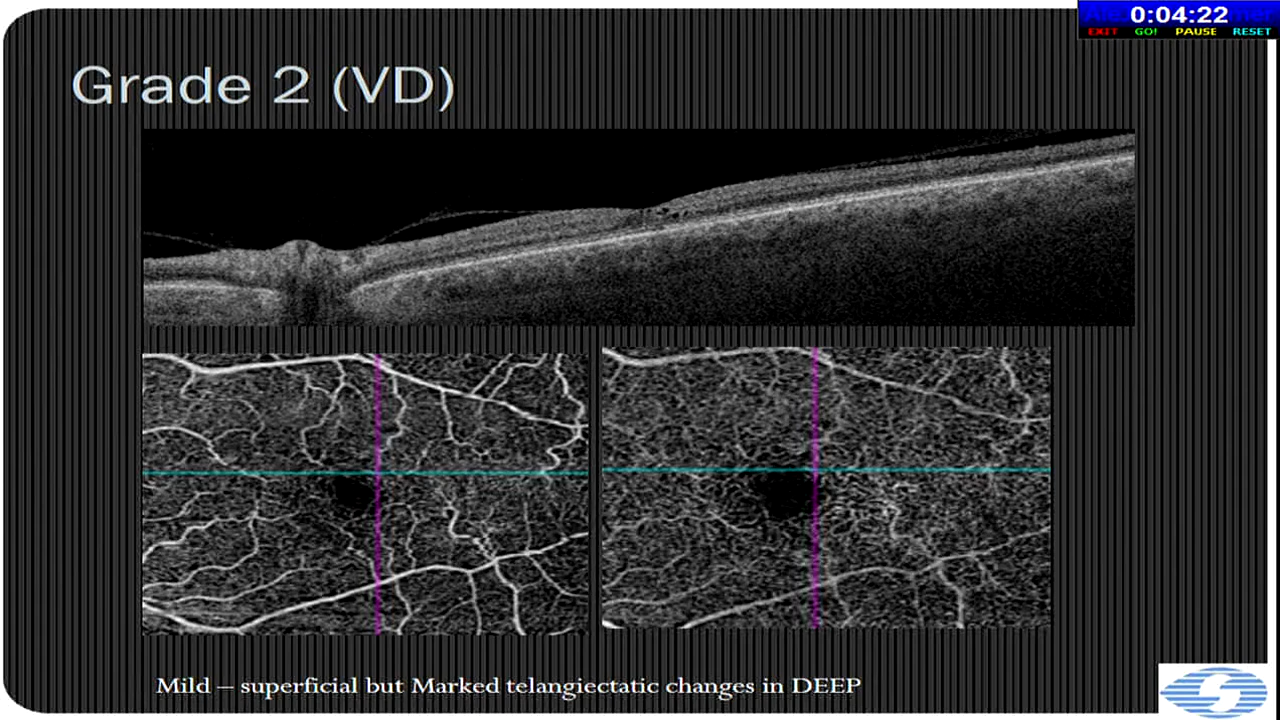 0:04:22
EXIT GO! PAUSE RESET
Grade 2 (VD)
Mild – superficial but Marked telangiectatic changes in DEEP